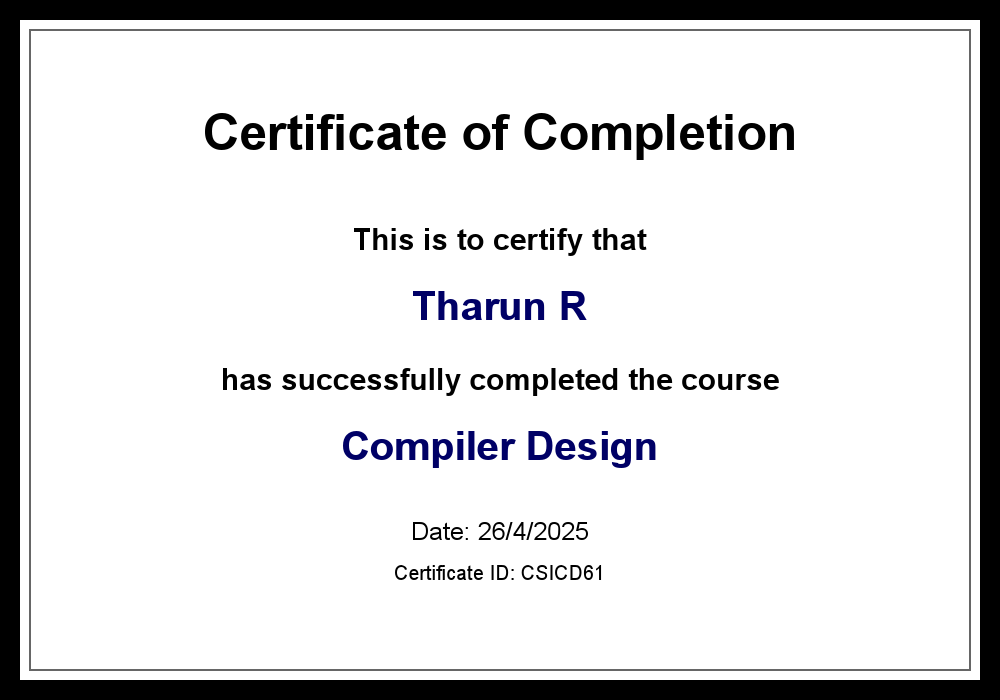 Certificate of Completion
This is to certify that
Tharun R
has successfully completed the course
Compiler Design
Date: 26/4/2025
Certificate ID: CSICD61